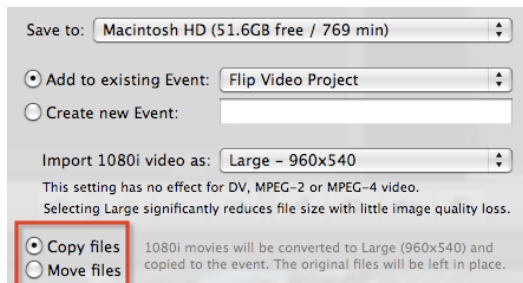 Save to: Macintosh HD (51.6GB free / 769 min)
Add to existing Event: Flip Video Project
Create new Event:
Import 1080i video as: Large – 960x540
This setting has no effect for DV, MPEG-2 or MPEG-4 video.
Selecting Large significantly reduces file size with little image quality loss.
Copy files 1080i movies will be converted to Large (960x540) and
Move files copied to the event. The original files will be left in place.